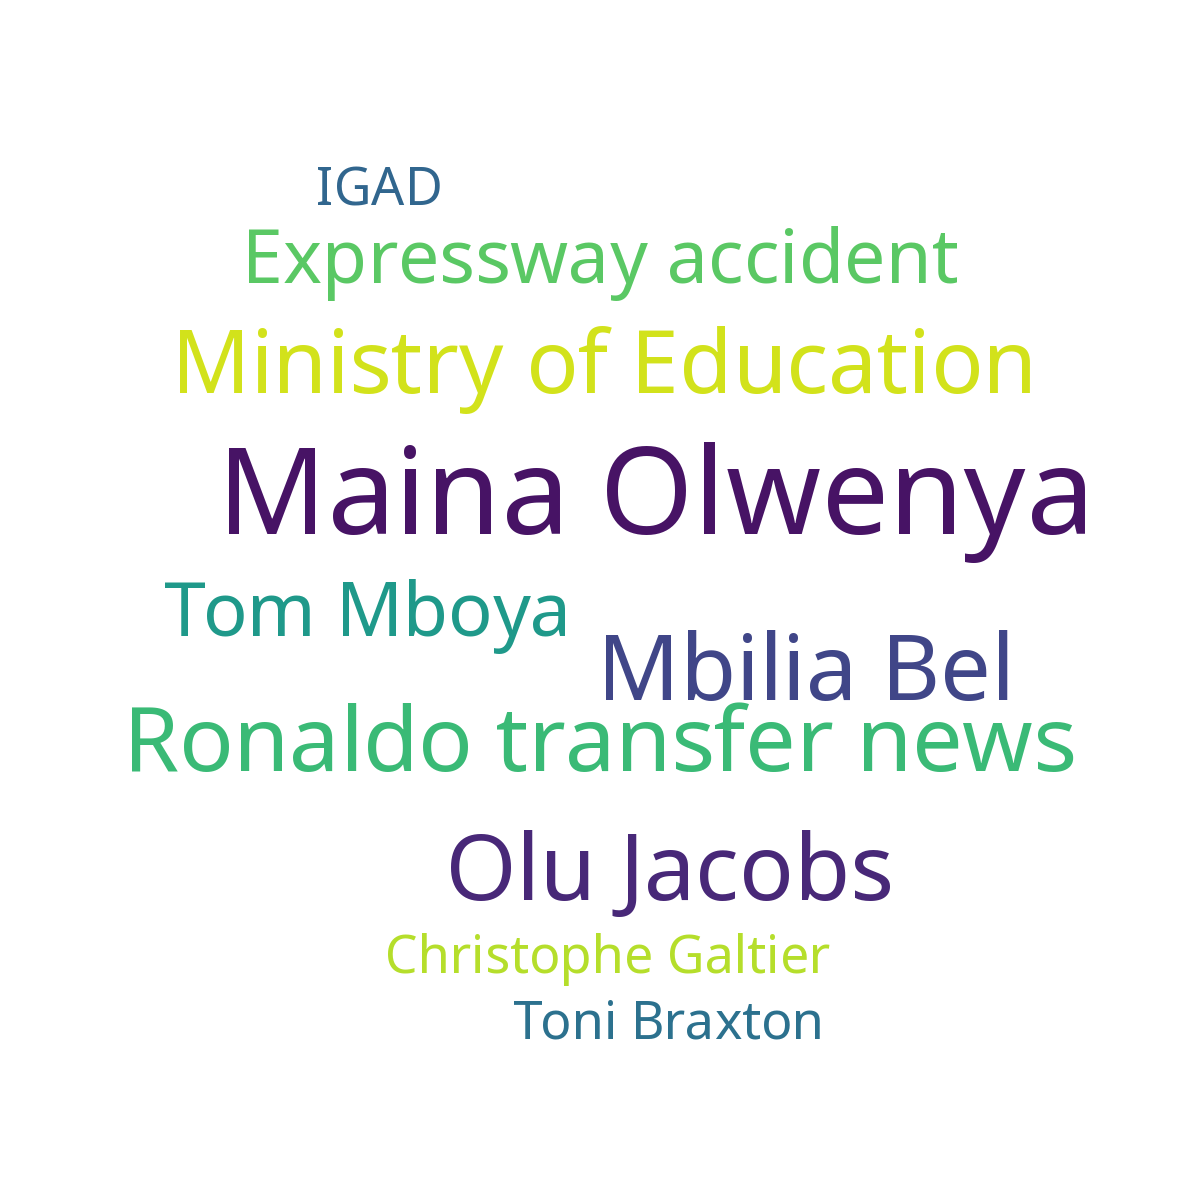 IGAD
Expressway accident
Ministry of Education
Maina Olwenya
Tom Mboya
Mbilia Bel
Ronaldo transfer news
Olu Jacobs
Christophe Galtier
Toni Braxton